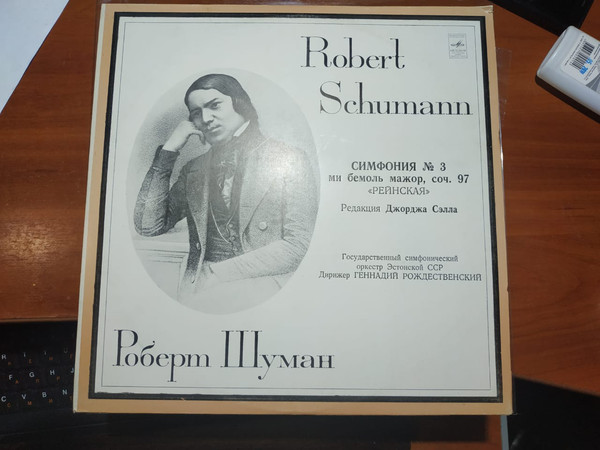 Robert
Schumann
СИМФОНИЯ № 3
ми бемоль мажор, соч. 97
«РЕЙНСКАЯ»
Редакция Джорджа Сэлла
Государственный симфонический
оркестр Эстонской ССР
Дирижер ГЕННАДИЙ РОЖДЕСТВЕНСКИЙ
Роберт Шуман
F G H J
C V B N